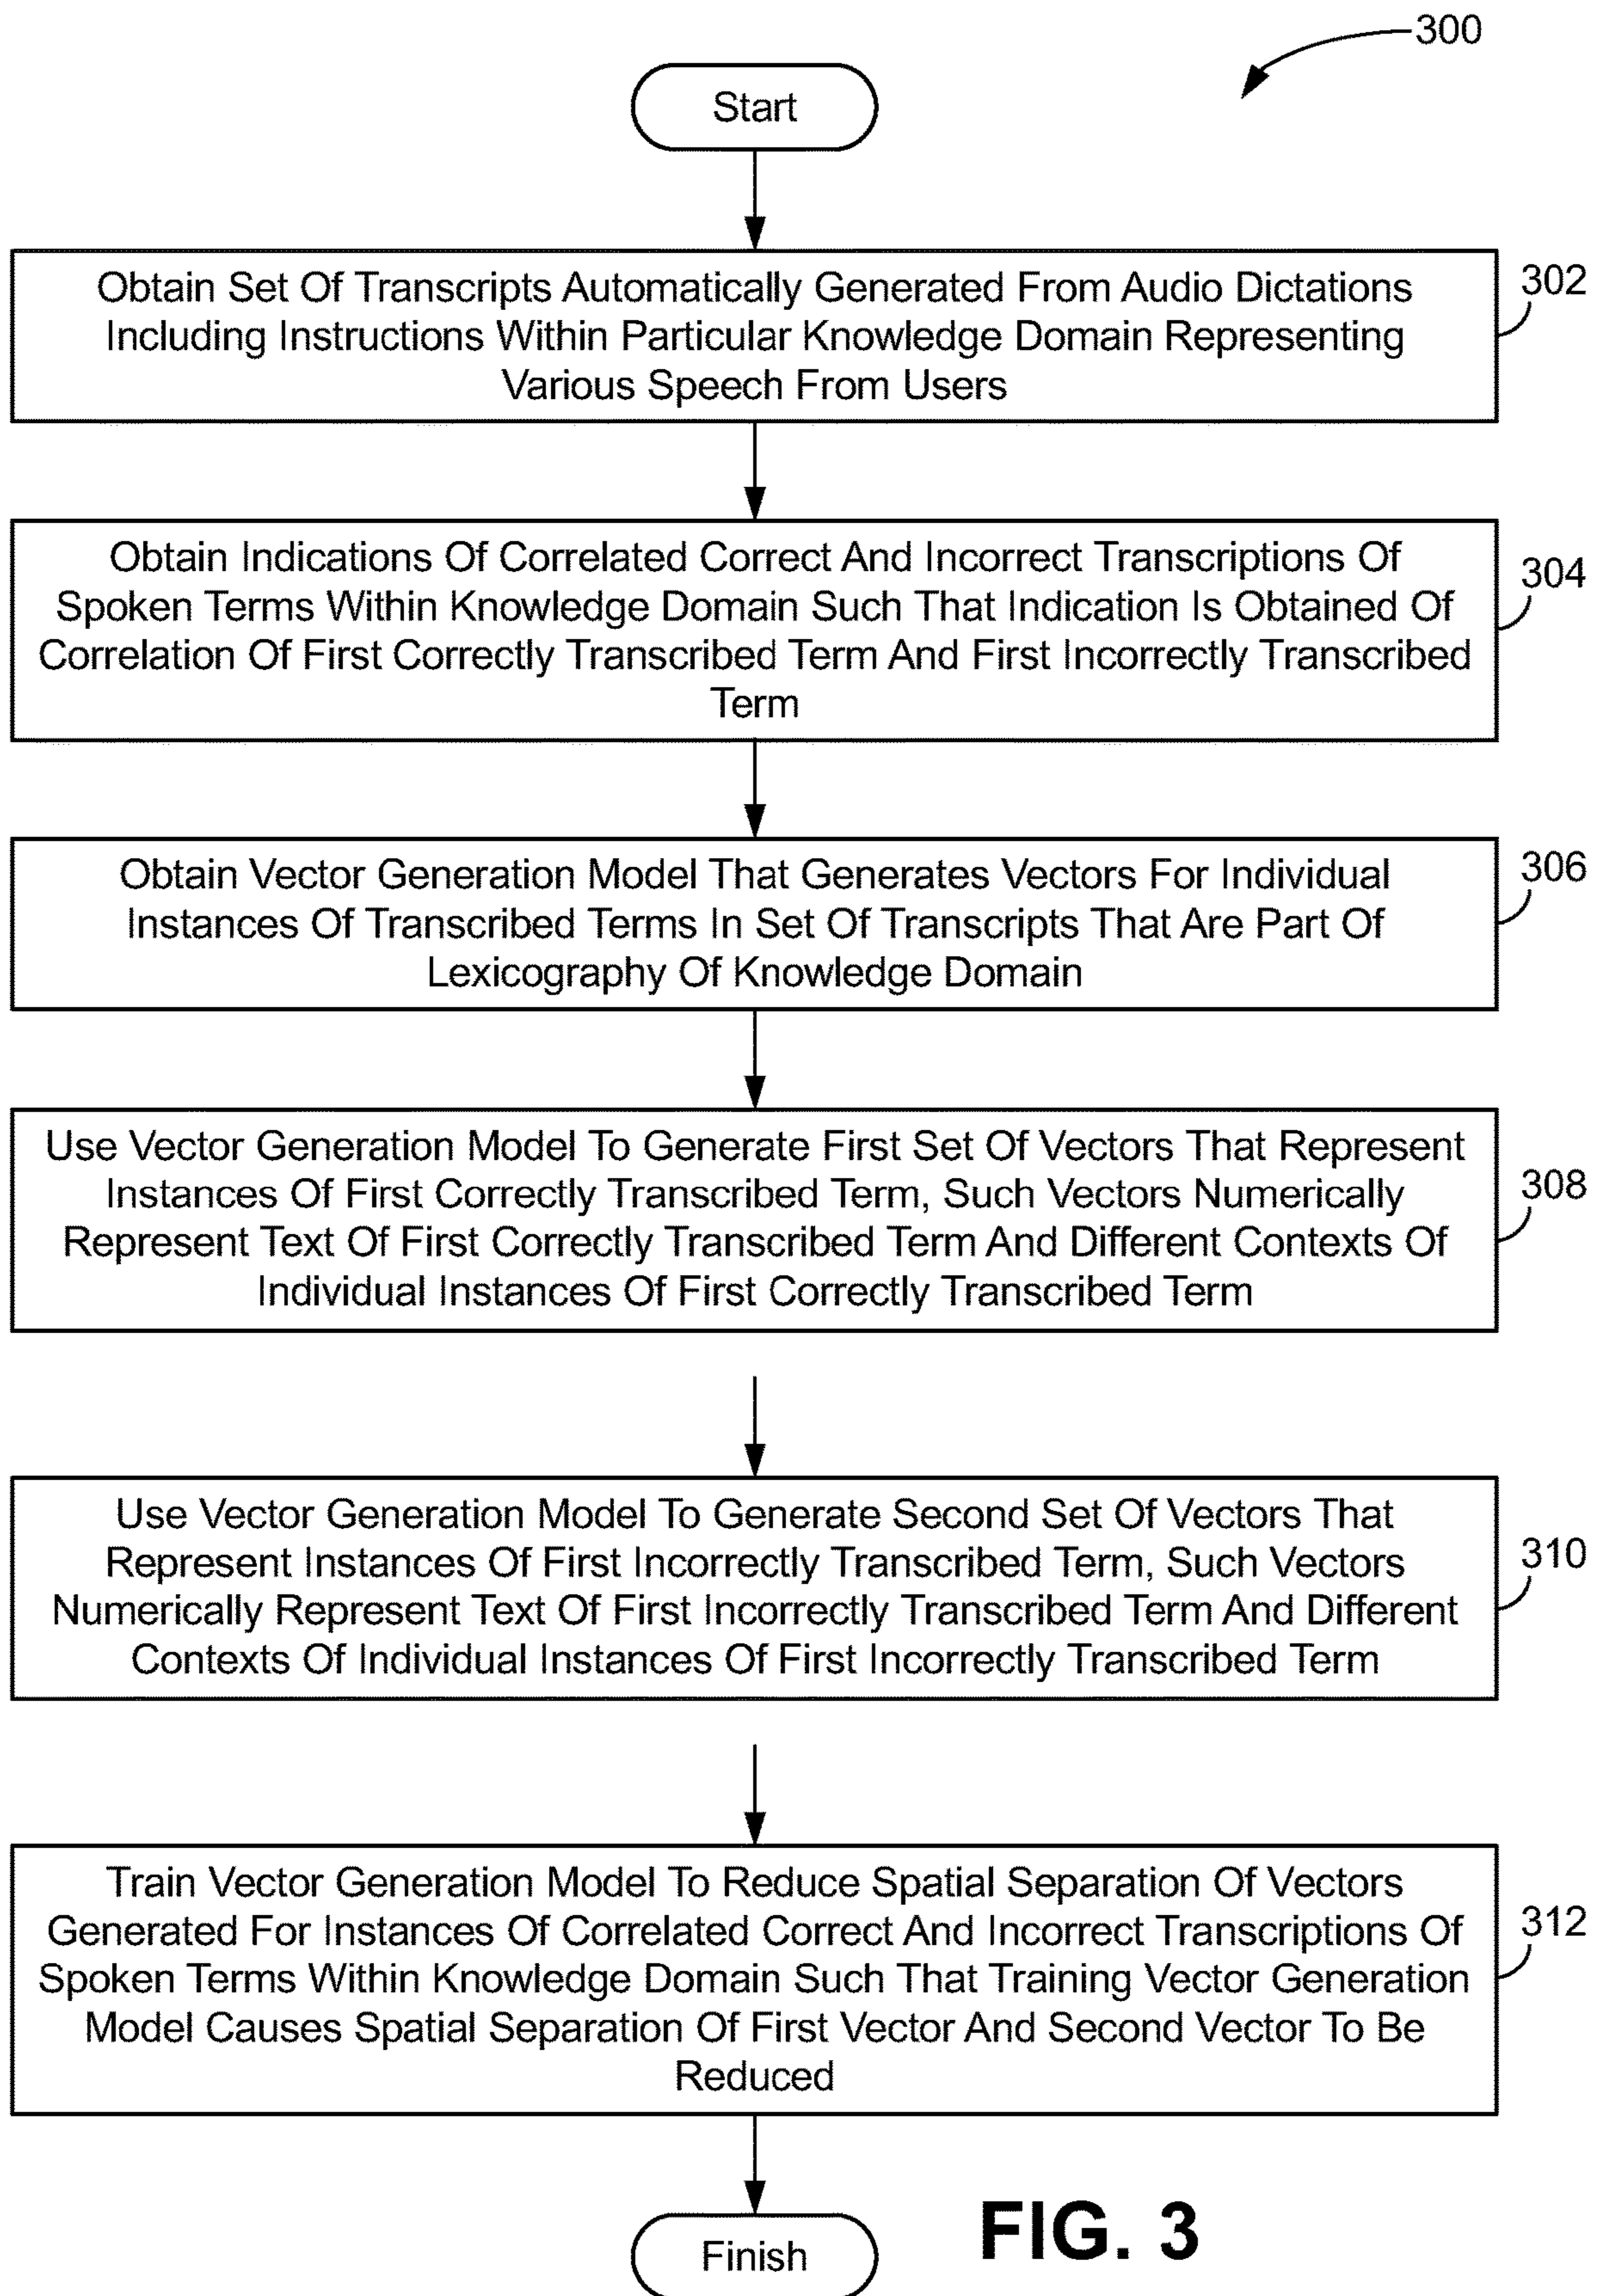 300
Start
Obtain Set Of Transcripts Automatically Generated From Audio Dictations
Including Instructions Within Particular Knowledge Domain Representing
Various Speech From Users
302
Obtain Indications Of Correlated Correct And Incorrect Transcriptions Of
Spoken Terms Within Knowledge Domain Such That Indication Is Obtained Of
Correlation Of First Correctly Transcribed Term And First Incorrectly Transcribed
Term
304
Obtain Vector Generation Model That Generates Vectors For Individual
Instances Of Transcribed Terms In Set Of Transcripts That Are Part Of
Lexicography Of Knowledge Domain
306
Use Vector Generation Model To Generate First Set Of Vectors That Represent
Instances Of First Correctly Transcribed Term, Such Vectors Numerically
Represent Text Of First Correctly Transcribed Term And Different Contexts Of
Individual Instances Of First Correctly Transcribed Term
308
Use Vector Generation Model To Generate Second Set Of Vectors That
Represent Instances Of First Incorrectly Transcribed Term, Such Vectors
Numerically Represent Text Of First Incorrectly Transcribed Term And Different
Contexts Of Individual Instances Of First Incorrectly Transcribed Term
310
Train Vector Generation Model To Reduce Spatial Separation Of Vectors
Generated For Instances Of Correlated Correct And Incorrect Transcriptions Of
Spoken Terms Within Knowledge Domain Such That Training Vector Generation
Model Causes Spatial Separation Of First Vector And Second Vector To Be
Reduced
312
Finish
FIG. 3